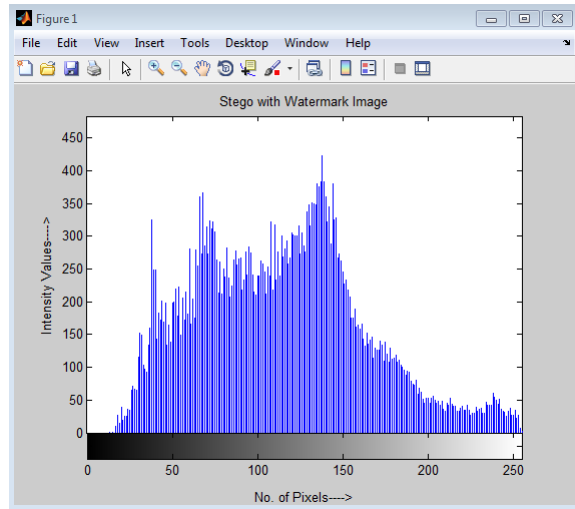 Figure 1
File Edit View Insert Tools Desktop Window Help
Stego with Watermark Image
450
400
350
300
250
200
150
100
50
0
Intensity Values---->
0 50 100 150 200 250
No. of Pixels---->